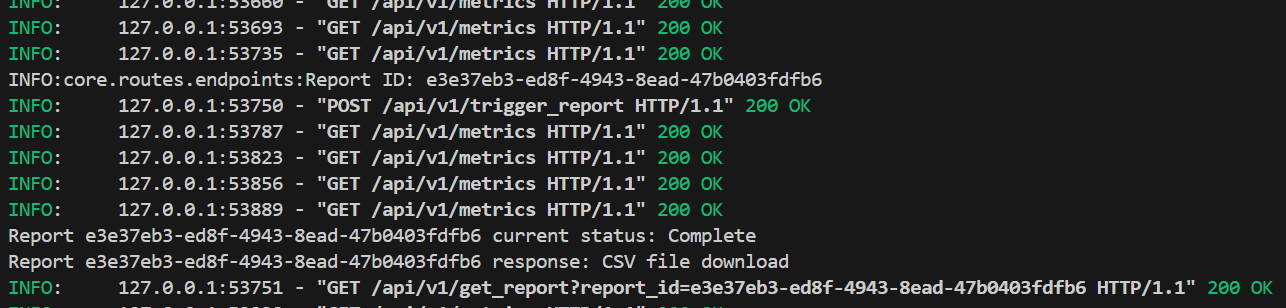 INFO:     127.0.0.1:53660 - "GET /api/v1/metrics HTTP/1.1" 200 OK
INFO:     127.0.0.1:53693 - "GET /api/v1/metrics HTTP/1.1" 200 OK
INFO:     127.0.0.1:53735 - "GET /api/v1/metrics HTTP/1.1" 200 OK
INFO:core.routes.endpoints:Report ID: e3e37eb3-ed8f-4943-8ead-47b0403fdfb6
INFO:     127.0.0.1:53750 - "POST /api/v1/trigger_report HTTP/1.1" 200 OK
INFO:     127.0.0.1:53787 - "GET /api/v1/metrics HTTP/1.1" 200 OK
INFO:     127.0.0.1:53823 - "GET /api/v1/metrics HTTP/1.1" 200 OK
INFO:     127.0.0.1:53856 - "GET /api/v1/metrics HTTP/1.1" 200 OK
INFO:     127.0.0.1:53889 - "GET /api/v1/metrics HTTP/1.1" 200 OK
Report e3e37eb3-ed8f-4943-8ead-47b0403fdfb6 current status: Complete
Report e3e37eb3-ed8f-4943-8ead-47b0403fdfb6 response: CSV file download
INFO:     127.0.0.1:53751 - "GET /api/v1/get_report?report_id=e3e37eb3-ed8f-4943-8ead-47b0403fdfb6 HTTP/1.1" 200 OK